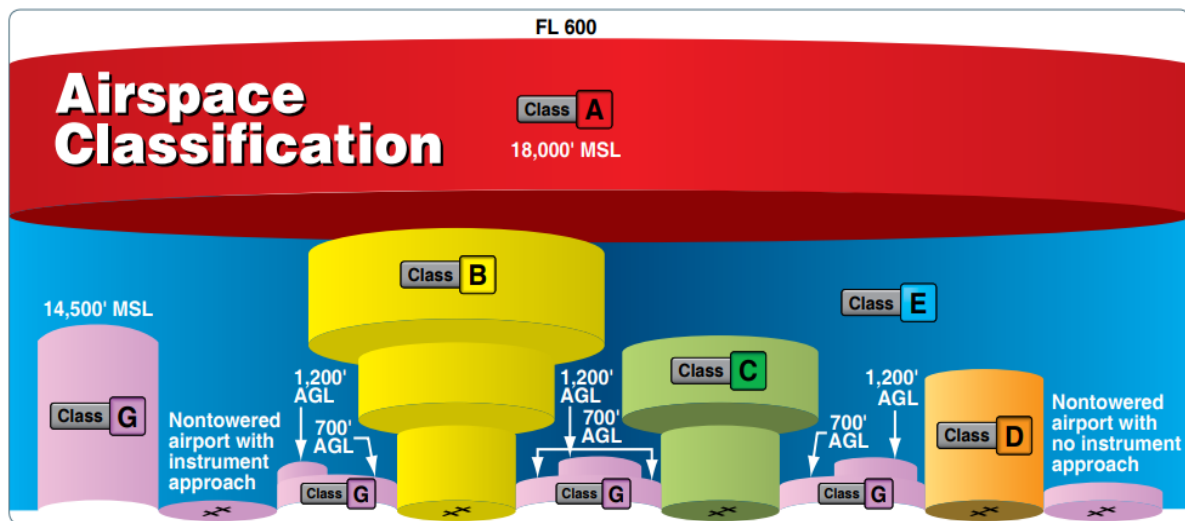 FL 600
Airspace
Classification
Class A
18,000' MSL
Class B
Class E
14,500' MSL
Class C
1,200'
AGL
1,200'
AGL
1,200'
AGL
Class G
Nontowered
airport with
instrument
approach
700'
AGL
700'
AGL
700'
AGL
Class D
Nontowered
airport with
no instrument
approach
Class G
Class G
Class G